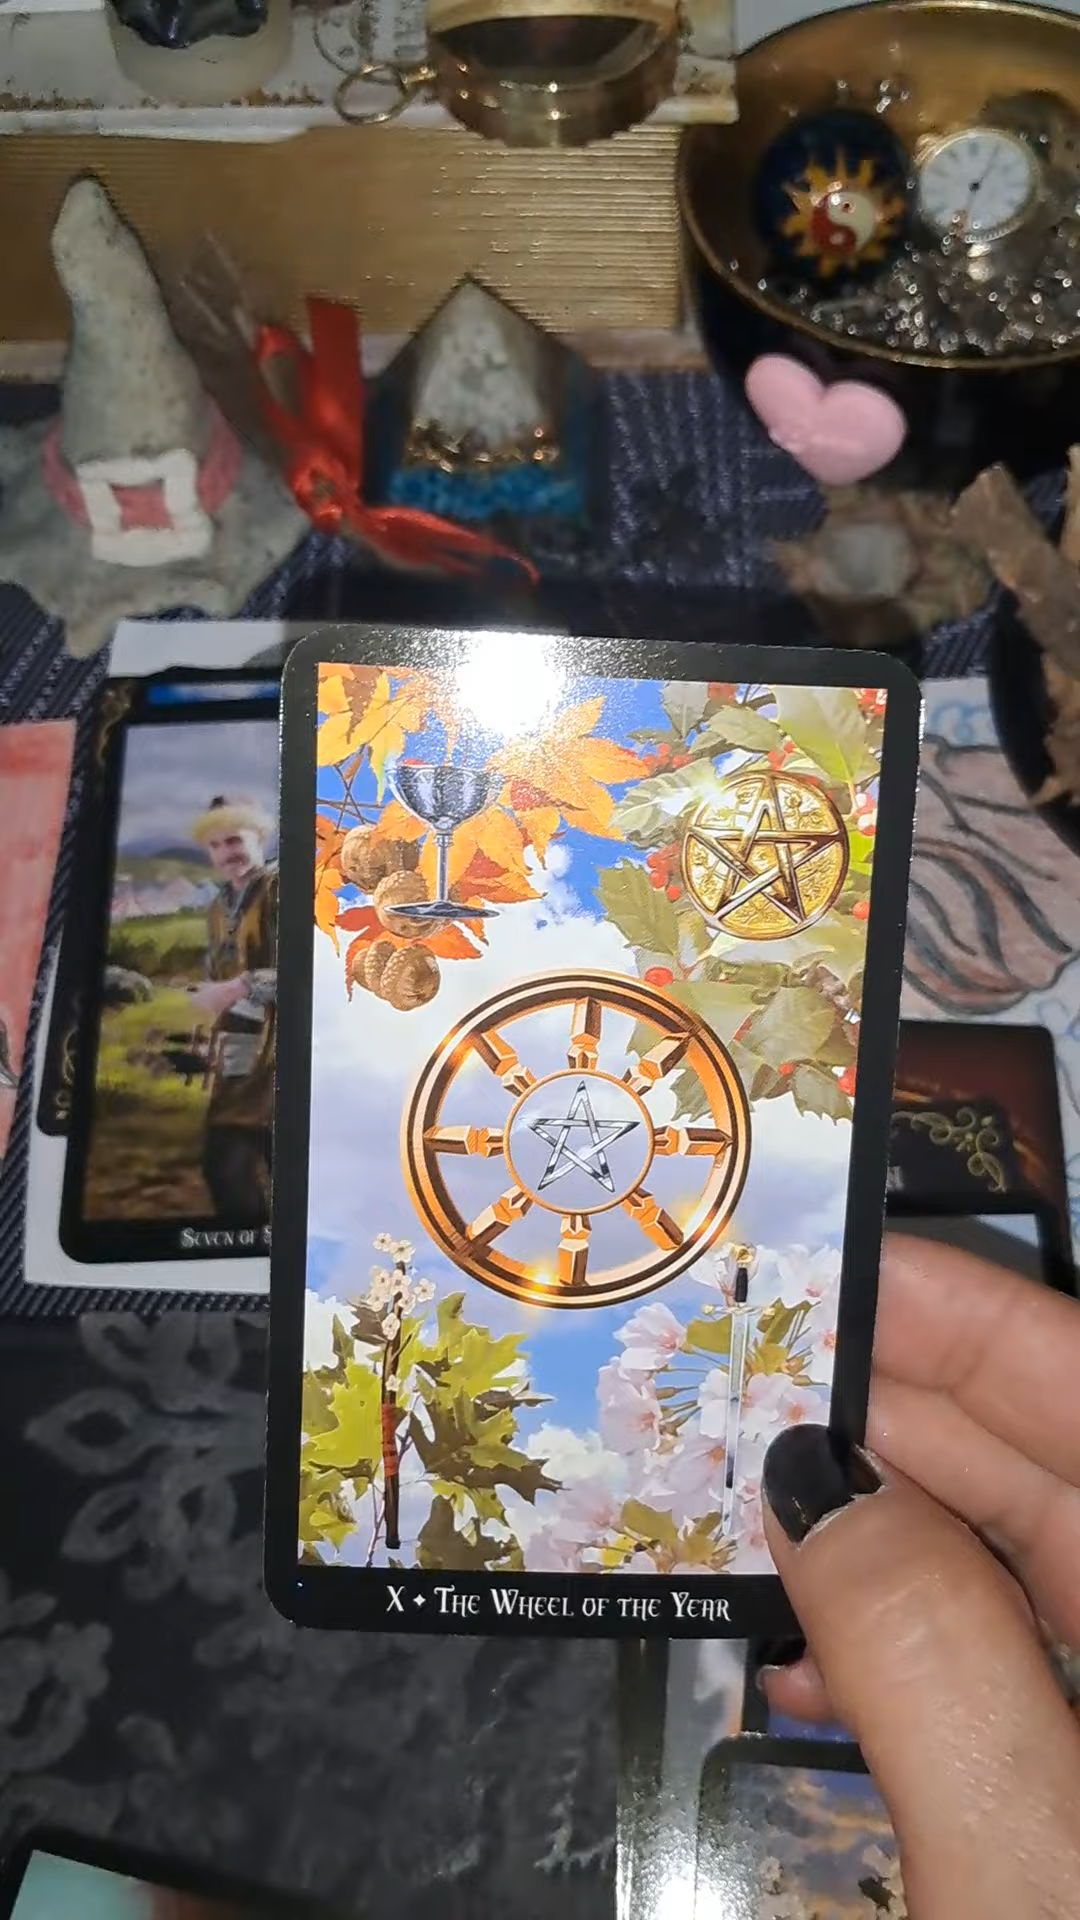 Seven of S
X ✦ The Wheel of the Year